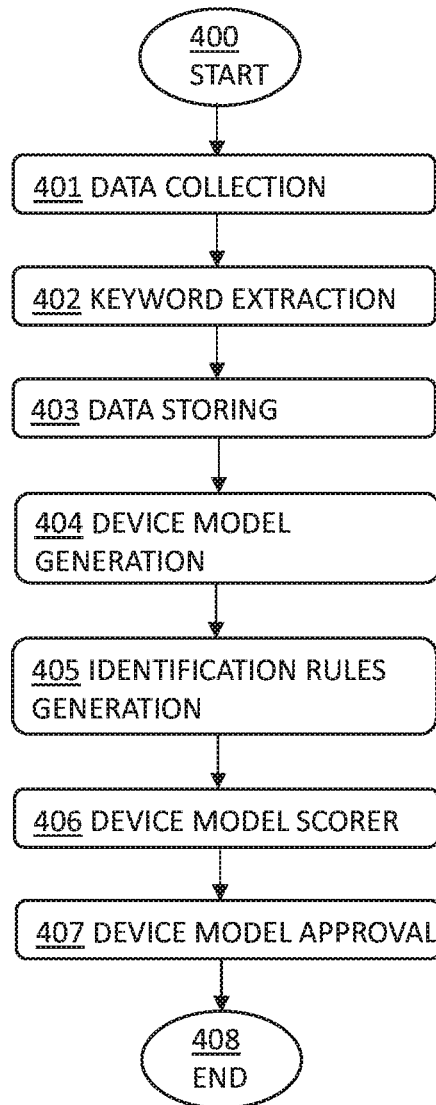 400
START
401 DATA COLLECTION
402 KEYWORD EXTRACTION
403 DATA STORING
404 DEVICE MODEL
GENERATION
405 IDENTIFICATION RULES
GENERATION
406 DEVICE MODEL SCORER
407 DEVICE MODEL APPROVAL
408
END